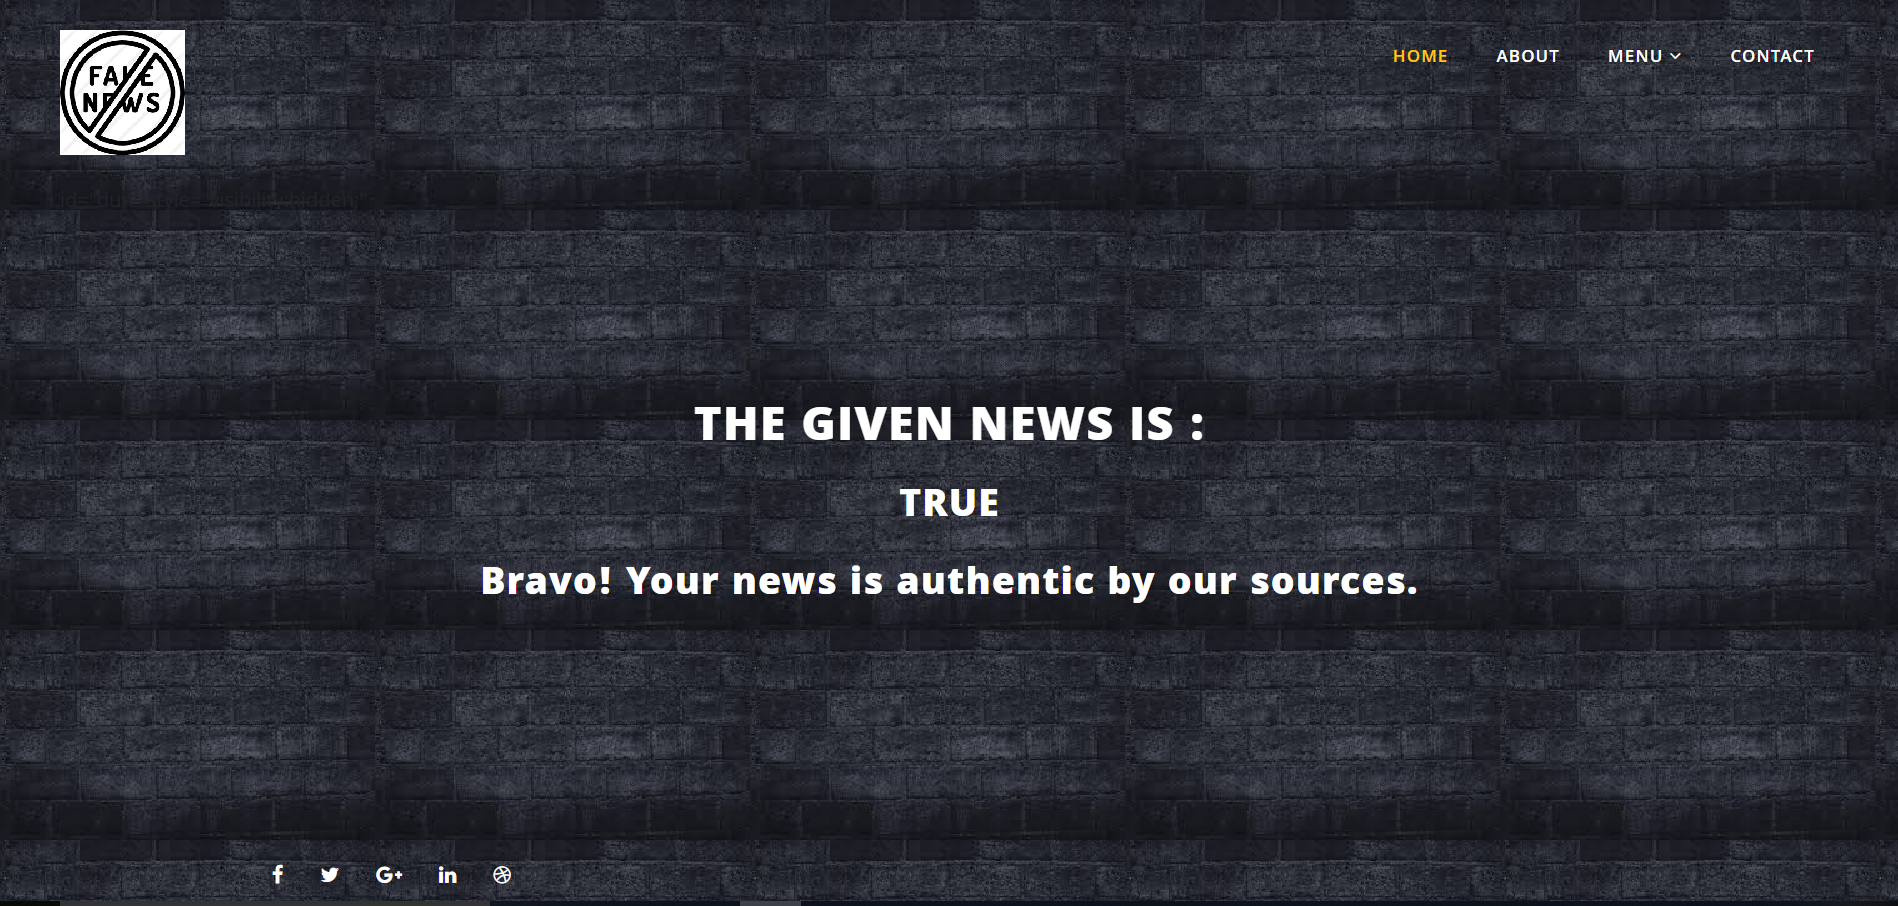 FAKE
NEWS
HOME
ABOUT
MENU
CONTACT
THE GIVEN NEWS IS :
TRUE
Bravo! Your news is authentic by our sources.